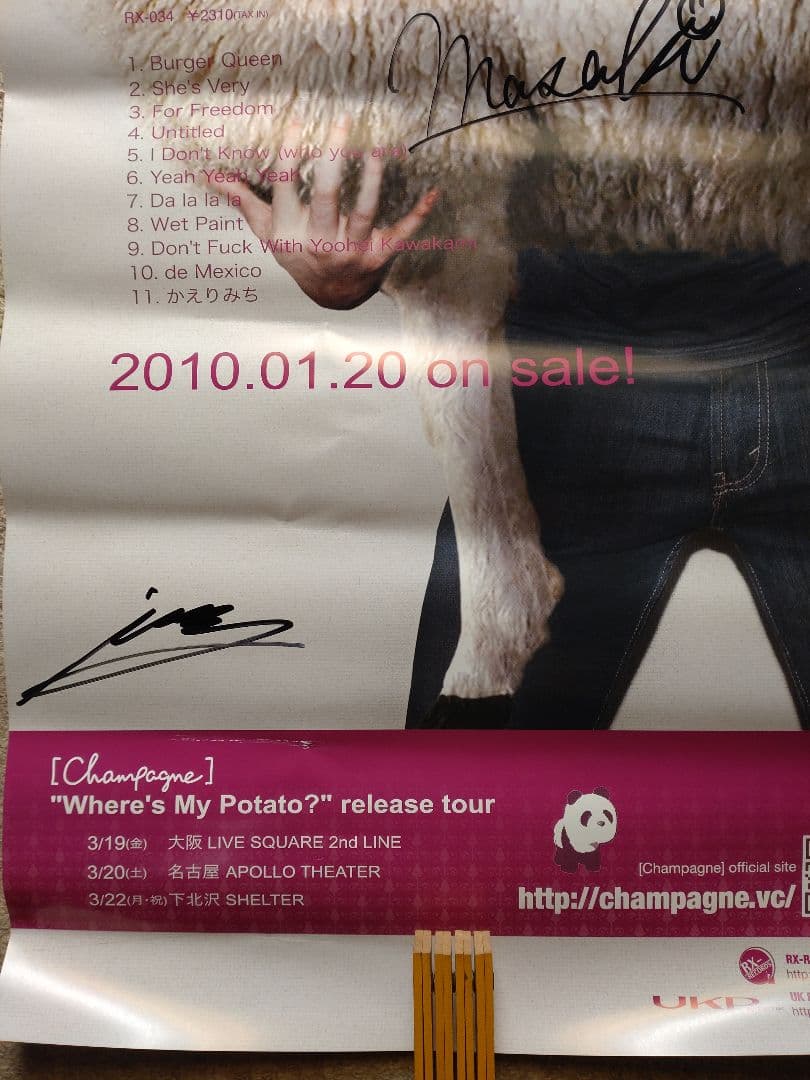 RX-034 ¥2310(TAX IN)
Masaki
1. Burger Queen
2. She's Very
3. For Freedom
4. Untitled
5. I Don't Know (who you are)
6. Yeah Yeah Yeah
7. Da la la la
8. Wet Paint
9. Don't Fuck With Yoohei Kawakami
10. de Mexico
11. かえりみち
2010.01.20 on sale!
[Champagne]
"Where's My Potato?" release tour
3/19(金) 大阪 LIVE SQUARE 2nd LINE
3/20(土) 名古屋 APOLLO THEATER
3/22(月・祝)下北沢 SHELTER
[Champagne] official site
http://champagne.vc/
RX-RECORDS
UKP
UK